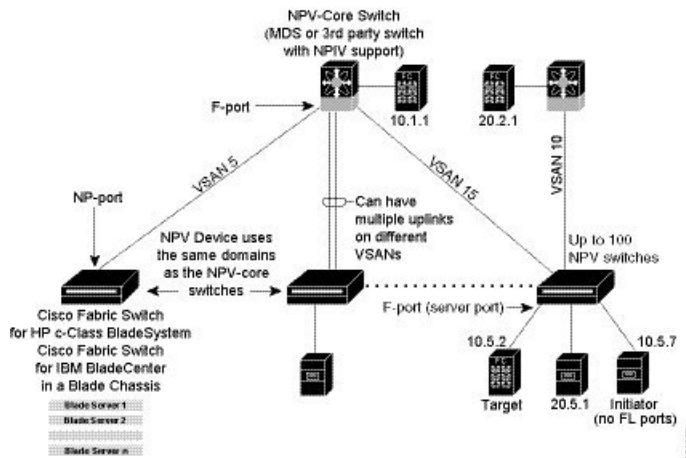 NPV-Core Switch
(MDS or 3rd party switch
with NPIV support)
FC
FC
F-port
10.1.1
20.2.1
VSAN 5
VSAN 15
VSAN 10
NP-port
Can have
multiple uplinks
on different
VSANs
NPV Device uses
the same domains
as the NPV-core
switches
Up to 100
NPV switches
F-port (server port)
Cisco Fabric Switch
for HP c-Class BladeSystem
Cisco Fabric Switch
for IBM BladeCenter
in a Blade Chassis
Blade Server 1
Blade Server 2
Blade Server n
10.5.2
10.5.7
FC
Target
20.5.1
Initiator
(no FL ports)